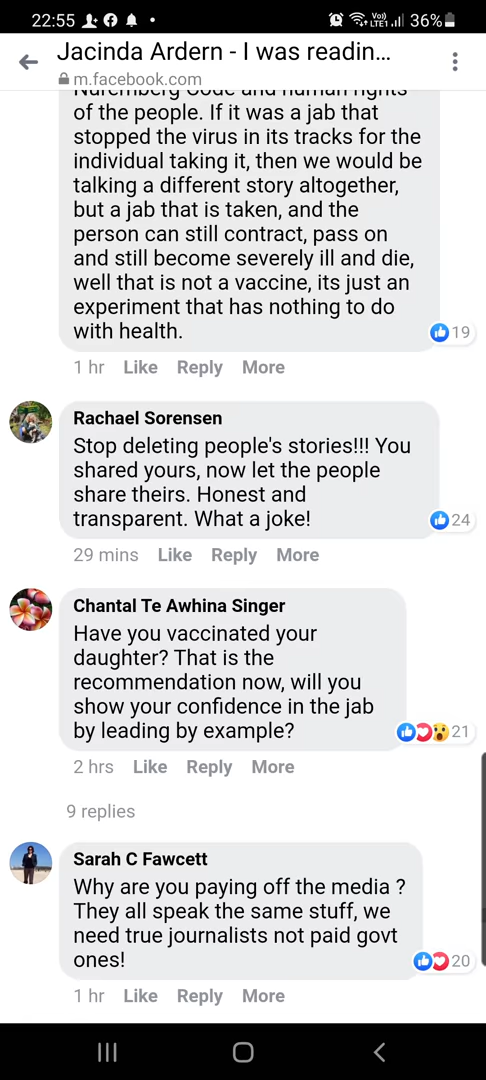 22:55
Vo))
LTE1
36%
Jacinda Ardern - I was readin...
m.facebook.com
Nuremberg Code and human rights
of the people. If it was a jab that
stopped the virus in its tracks for the
individual taking it, then we would be
talking a different story altogether,
but a jab that is taken, and the
person can still contract, pass on
and still become severely ill and die,
well that is not a vaccine, its just an
experiment that has nothing to do
with health.
19
1 hr Like Reply More
Rachael Sorensen
Stop deleting people's stories!!! You
shared yours, now let the people
share theirs. Honest and
transparent. What a joke!
24
29 mins Like Reply More
Chantal Te Awhina Singer
Have you vaccinated your
daughter? That is the
recommendation now, will you
show your confidence in the jab
by leading by example?
21
2 hrs Like Reply More
9 replies
Sarah C Fawcett
Why are you paying off the media ?
They all speak the same stuff, we
need true journalists not paid govt
ones!
20
1 hr Like Reply More